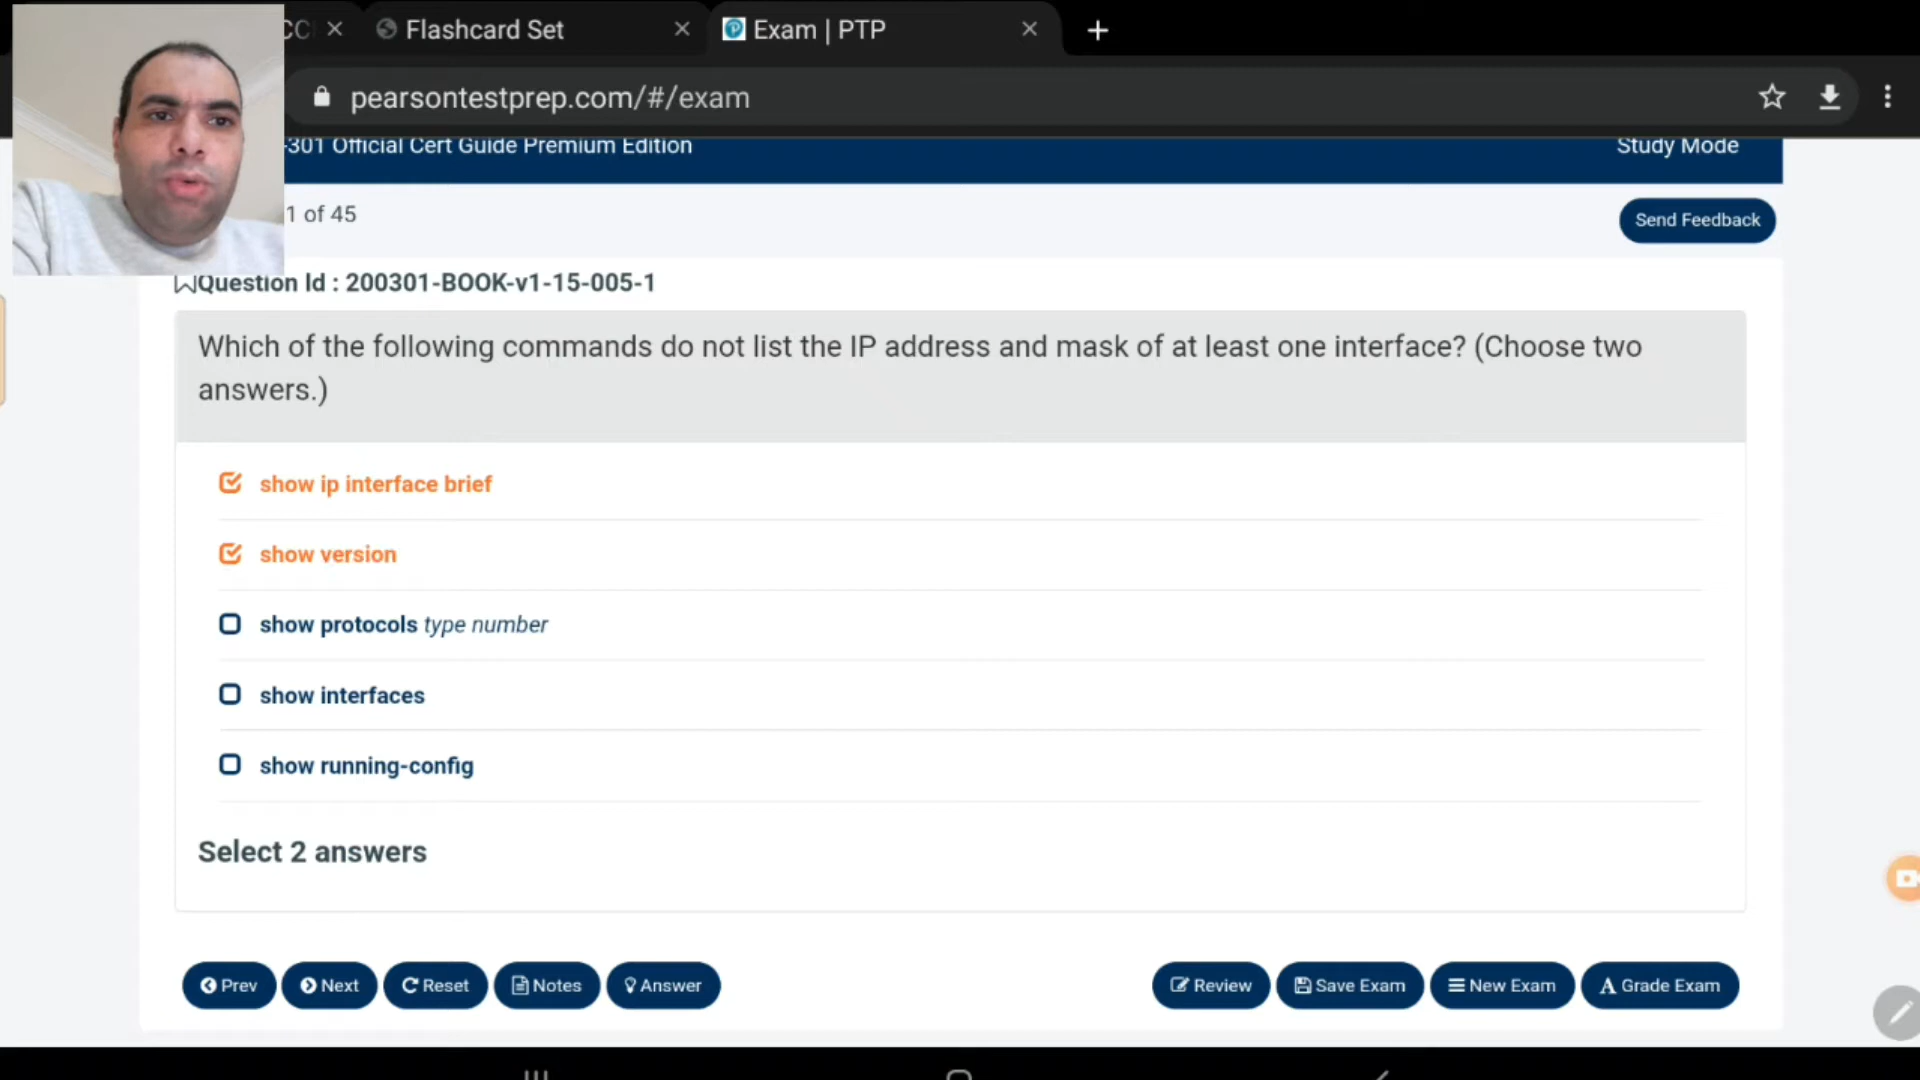 CC
Flashcard Set
Exam | PTP
pearsontestprep.com/#/exam
-301 Official Cert Guide Premium Edition
Study Mode
1 of 45
Send Feedback
Question Id : 200301-BOOK-v1-15-005-1
Which of the following commands do not list the IP address and mask of at least one interface? (Choose two
answers.)
show ip interface brief
show version
show protocols type number
show interfaces
show running-config
Select 2 answers
Prev
Next
Reset
Notes
Answer
Review
Save Exam
New Exam
Grade Exam